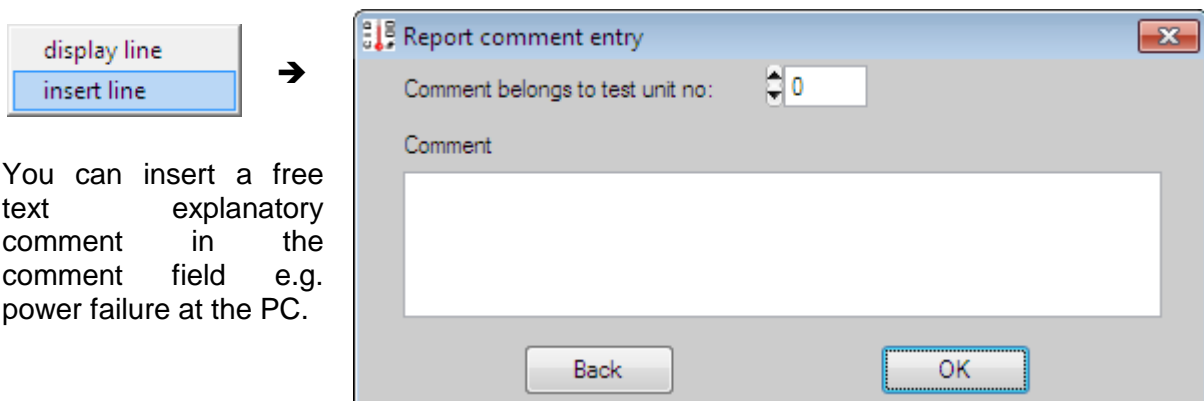 display line
insert line
➔
You can insert a free
text explanatory
comment in the
comment field e.g.
power failure at the PC.
Report comment entry
Comment belongs to test unit no:
0
Comment
Back
OK